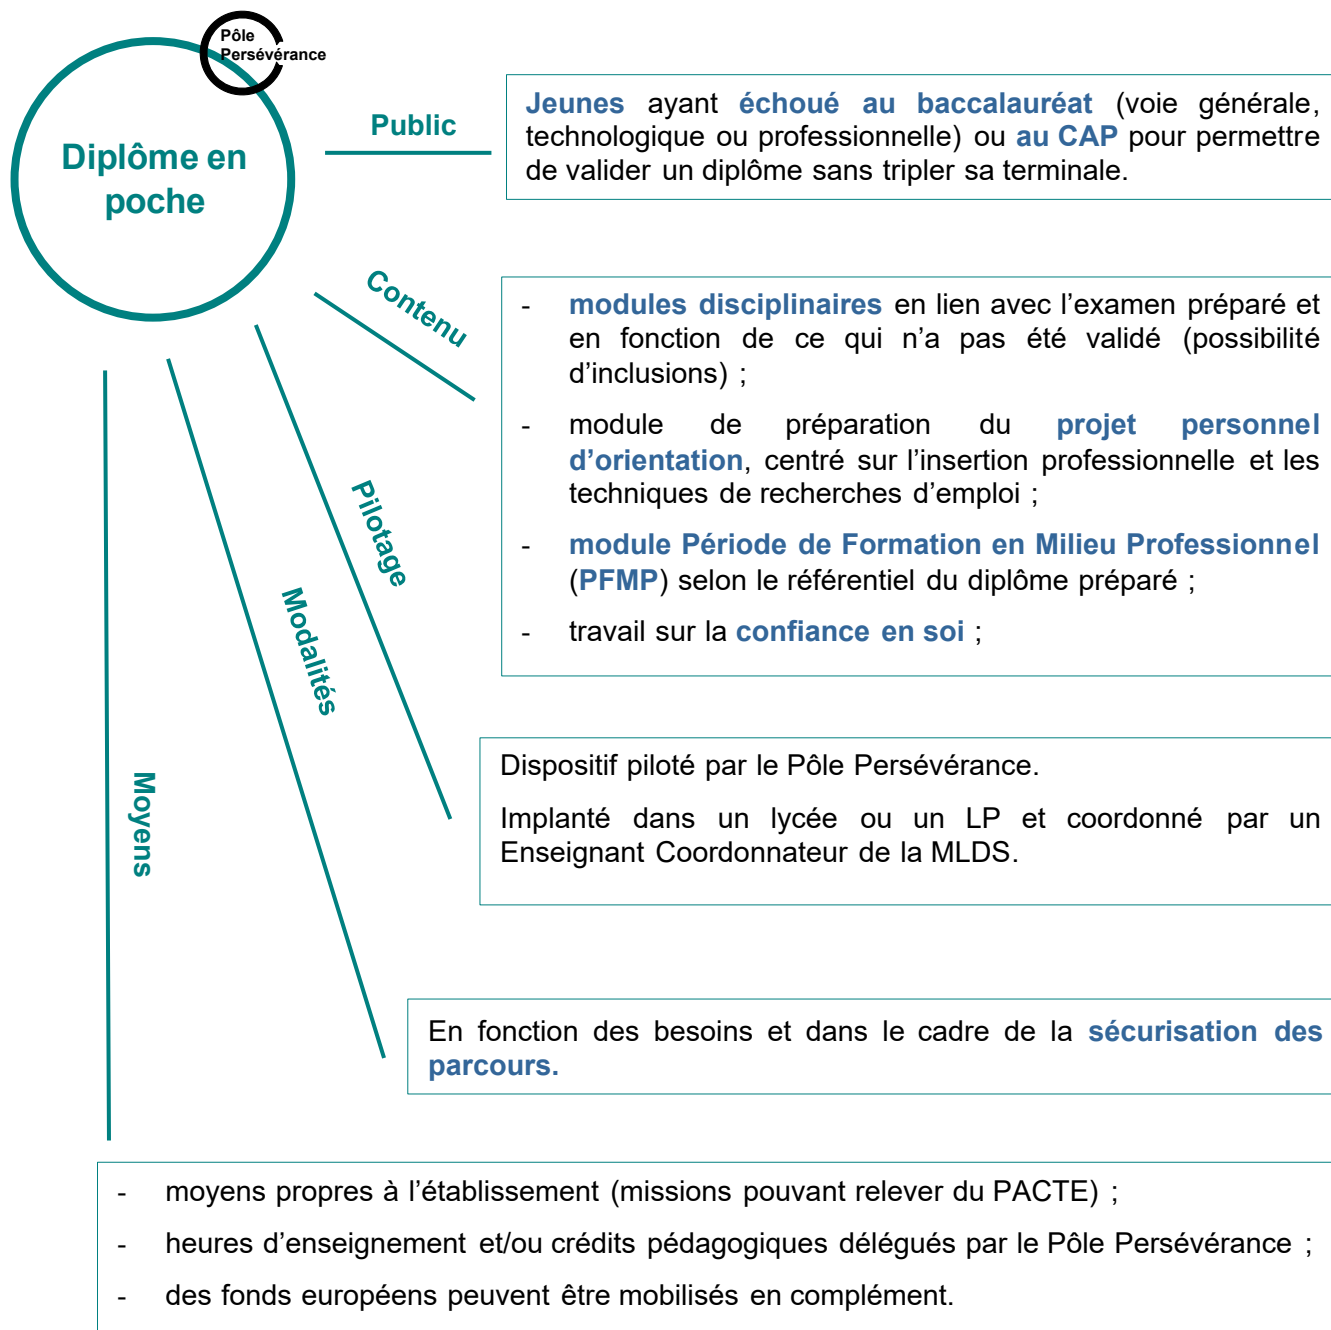 Pôle
Persévérance
Diplôme en
poche
Public
Jeunes ayant échoué au baccalauréat (voie générale,
technologique ou professionnelle) ou au CAP pour permettre
de valider un diplôme sans tripler sa terminale.
Contenu
- modules disciplinaires en lien avec l’examen préparé et
en fonction de ce qui n’a pas été validé (possibilité
d’inclusions) ;
- module de préparation du projet personnel
d’orientation, centré sur l’insertion professionnelle et les
techniques de recherches d’emploi ;
- module Période de Formation en Milieu Professionnel
(PFMP) selon le référentiel du diplôme préparé ;
- travail sur la confiance en soi ;
Pilotage
Dispositif piloté par le Pôle Persévérance.
Implanté dans un lycée ou un LP et coordonné par un
Enseignant Coordonnateur de la MLDS.
Modalités
En fonction des besoins et dans le cadre de la sécurisation des
parcours.
Moyens
- moyens propres à l’établissement (missions pouvant relever du PACTE) ;
- heures d’enseignement et/ou crédits pédagogiques délégués par le Pôle Persévérance ;
- des fonds européens peuvent être mobilisés en complément.